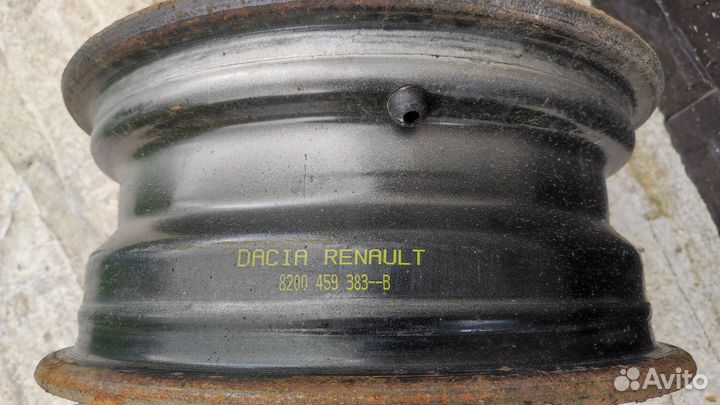 DACIA RENAULT
8200 459 383--B
Avito